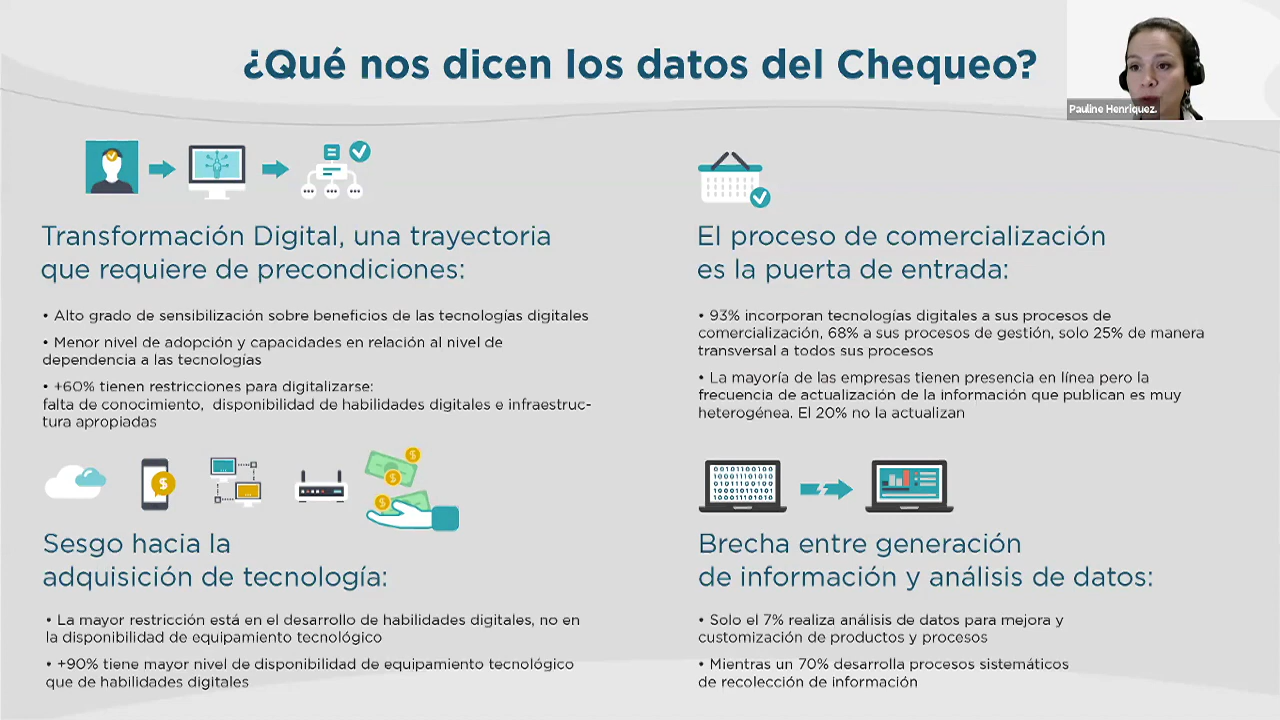 ¿Qué nos dicen los datos del Chequeo?
Pauline Henríquez.
Transformación Digital, una trayectoria
que requiere de precondiciones:
• Alto grado de sensibilización sobre beneficios de las tecnologías digitales
• Menor nivel de adopción y capacidades en relación al nivel de
dependencia a las tecnologías
• +60% tienen restricciones para digitalizarse:
falta de conocimiento, disponibilidad de habilidades digitales e infraestruc-
tura apropiadas
El proceso de comercialización
es la puerta de entrada:
• 93% incorporan tecnologías digitales a sus procesos de
comercialización, 68% a sus procesos de gestión, solo 25% de manera
transversal a todos sus procesos
• La mayoría de las empresas tienen presencia en línea pero la
frecuencia de actualización de la información que publican es muy
heterogénea. El 20% no la actualizan
Sesgo hacia la
adquisición de tecnología:
• La mayor restricción está en el desarrollo de habilidades digitales, no en
la disponibilidad de equipamiento tecnológico
• +90% tiene mayor nivel de disponibilidad de equipamiento tecnológico
que de habilidades digitales
0101100100
1000111010
0101100101
1000101101
0110010101
Brecha entre generación
de información y análisis de datos:
• Solo el 7% realiza análisis de datos para mejora y
customización de productos y procesos
• Mientras un 70% desarrolla procesos sistemáticos
de recolección de información